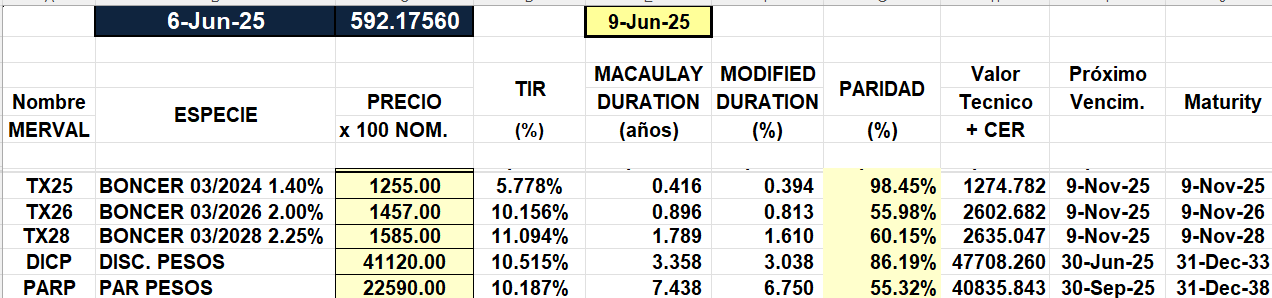 6-Jun-25 592.17560 9-Jun-25
MACAULAY MODIFIED Valor Próximo
TIR PARIDAD
Nombre PRECIO DURATION DURATION Tecnico Vencim. Maturity
ESPECIE
MERVAL x 100 NOM. (%) (años) (%) (%) + CER
TX25 BONCER 03/2024 1.40% 1255.00 5.778% 0.416 0.394 98.45% 1274.782 9-Nov-25 9-Nov-25
TX26 BONCER 03/2026 2.00% 1457.00 10.156% 0.896 0.813 55.98% 2602.682 9-Nov-25 9-Nov-26
TX28 BONCER 03/2028 2.25% 1585.00 11.094% 1.789 1.610 60.15% 2635.047 9-Nov-25 9-Nov-28
DICP DISC. PESOS 41120.00 10.515% 3.358 3.038 86.19% 47708.260 30-Jun-25 31-Dec-33
PARP PAR PESOS 22590.00 10.187% 7.438 6.750 55.32% 40835.843 30-Sep-25 31-Dec-38